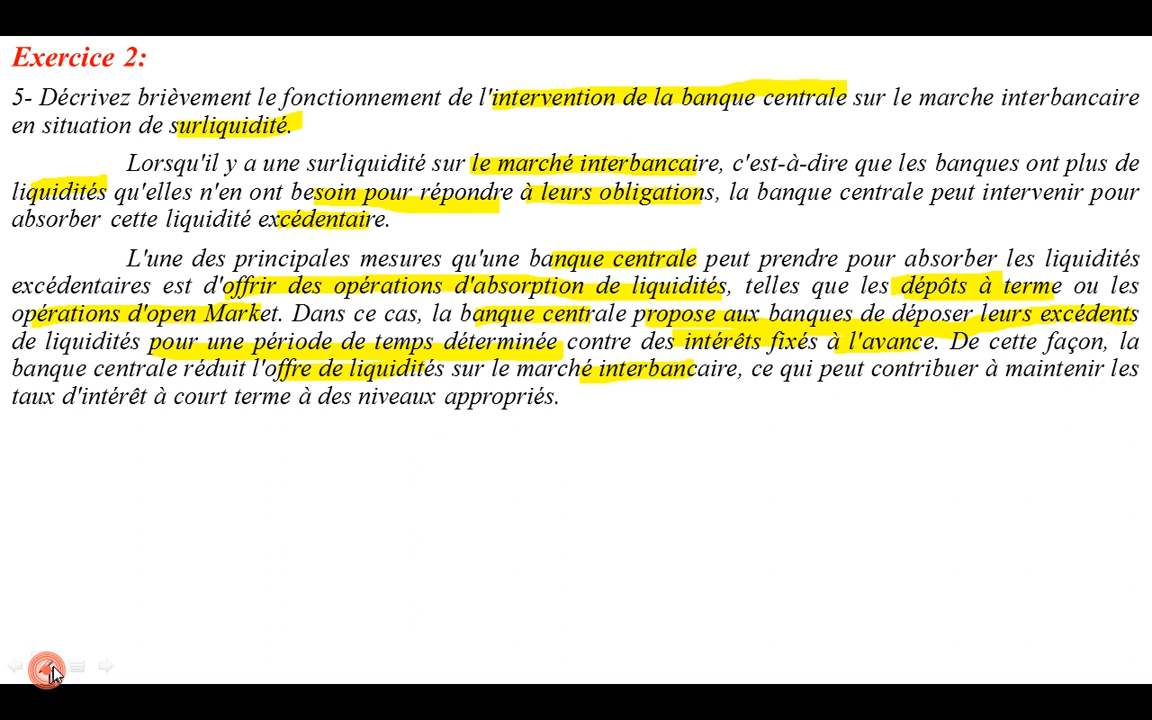 Exercice 2:
5- Décrivez brièvement le fonctionnement de l'intervention de la banque centrale sur le marche interbancaire
en situation de surliquidité.
Lorsqu'il y a une surliquidité sur le marché interbancaire, c'est-à-dire que les banques ont plus de
liquidités qu'elles n'en ont besoin pour répondre à leurs obligations, la banque centrale peut intervenir pour
absorber cette liquidité excédentaire.
L'une des principales mesures qu'une banque centrale peut prendre pour absorber les liquidités
excédentaires est d'offrir des opérations d'absorption de liquidités, telles que les dépôts à terme ou les
opérations d'open Market. Dans ce cas, la banque centrale propose aux banques de déposer leurs excédents
de liquidités pour une période de temps déterminée contre des intérêts fixés à l'avance. De cette façon, la
banque centrale réduit l'offre de liquidités sur le marché interbancaire, ce qui peut contribuer à maintenir les
taux d'intérêt à court terme à des niveaux appropriés.